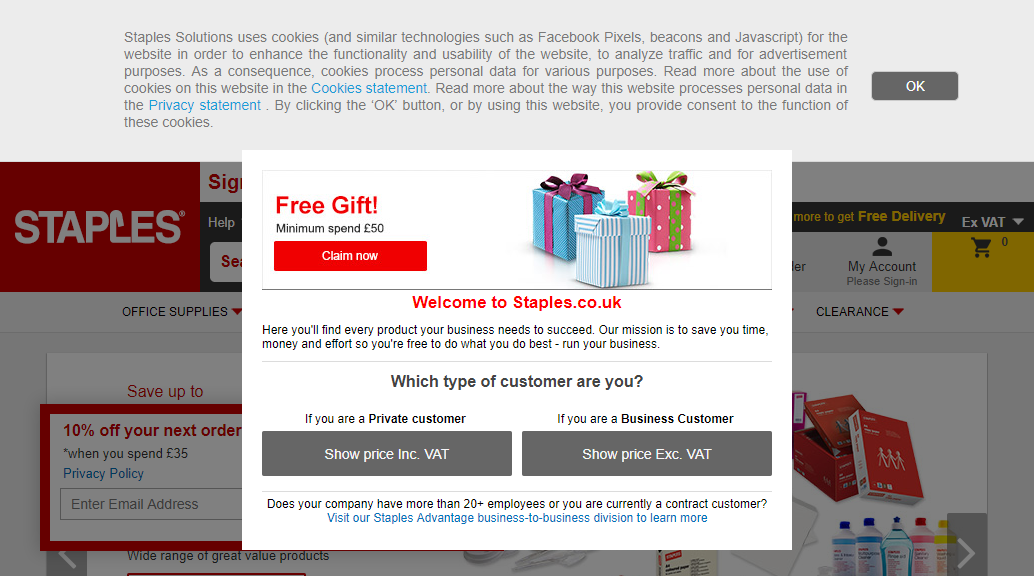 Staples Solutions uses cookies (and similar technologies such as Facebook Pixels, beacons and Javascript) for the
website in order to enhance the functionality and usability of the website, to analyze traffic and for advertisement
purposes. As a consequence, cookies process personal data for various purposes. Read more about the use of
cookies on this website in the Cookies statement. Read more about the way this website processes personal data in
the Privacy statement . By clicking the ‘OK’ button, or by using this website, you provide consent to the function of
these cookies.
OK
STAPLES®
Help
more to get Free Delivery
Ex VAT
My Account
Please Sign-in
0
OFFICE SUPPLIES
CLEARANCE
Free Gift!
Minimum spend £50
Claim now
Welcome to Staples.co.uk
Here you'll find every product your business needs to succeed. Our mission is to save you time,
money and effort so you're free to do what you do best - run your business.
Which type of customer are you?
If you are a Private customer
Show price Inc. VAT
If you are a Business Customer
Show price Exc. VAT
Does your company have more than 20+ employees or you are currently a contract customer?
Visit our Staples Advantage business-to-business division to learn more
Save up to
10% off your next order
*when you spend £35
Privacy Policy
Enter Email Address
Wide range of great value products